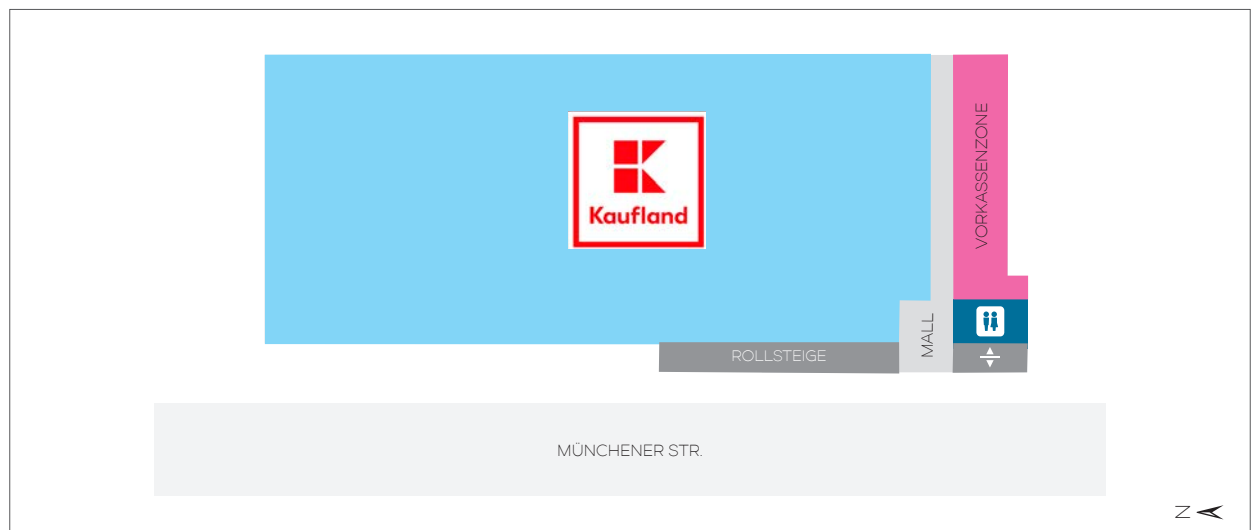 VORKASSENZONE
Kaufland
MALL
ROLLSTEIGE
MÜNCHENER STR.
N